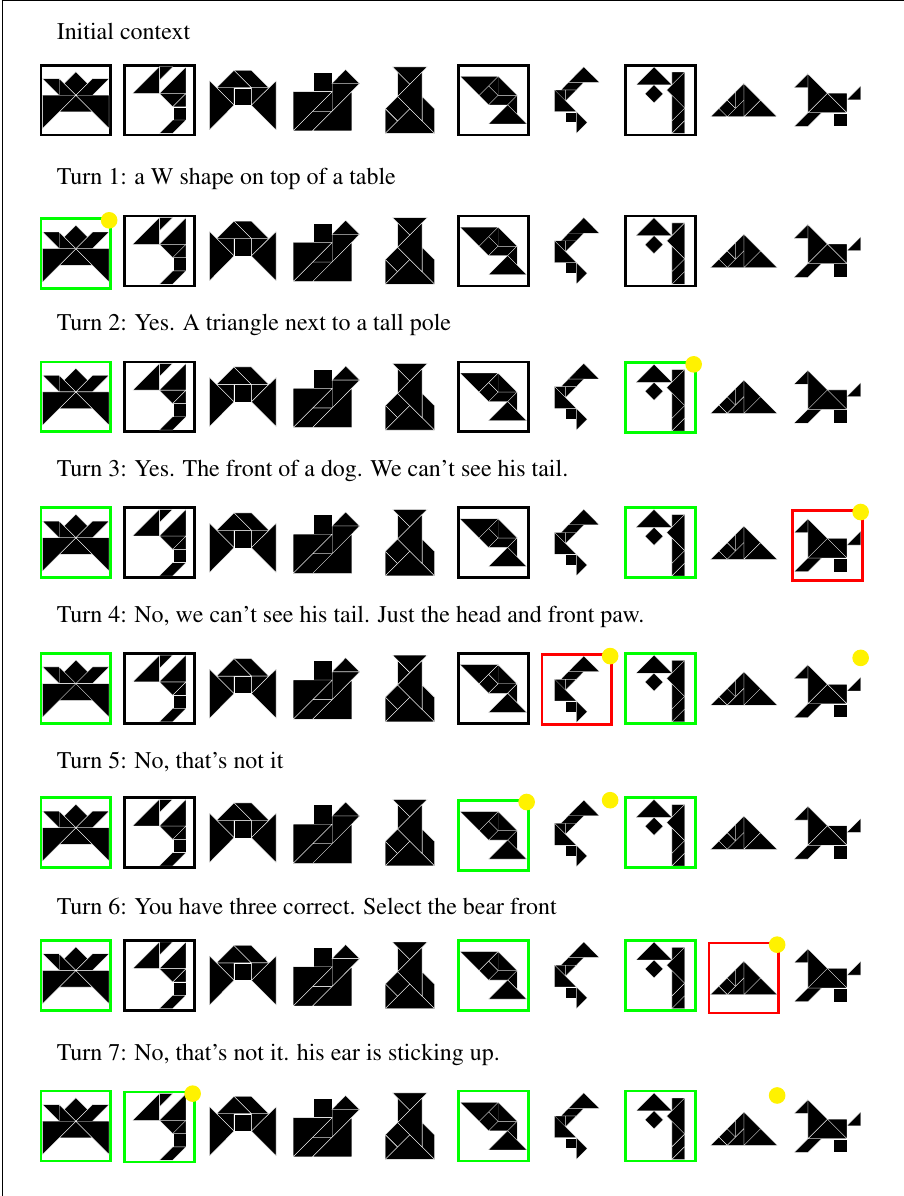 Initial context
Turn 1: a W shape on top of a table
Turn 2: Yes. A triangle next to a tall pole
Turn 3: Yes. The front of a dog. We can't see his tail.
Turn 4: No, we can't see his tail. Just the head and front paw.
Turn 5: No, that's not it
Turn 6: You have three correct. Select the bear front
Turn 7: No, that's not it. his ear is sticking up.